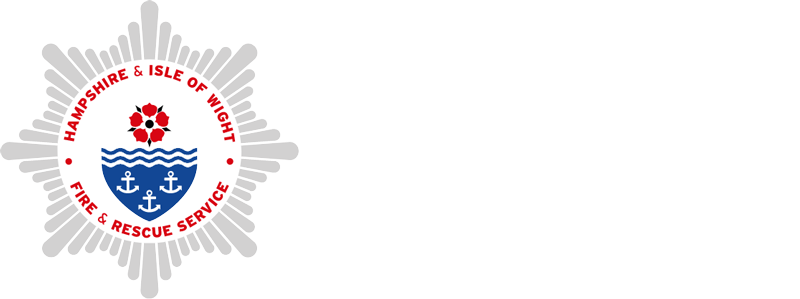 HAMPSHIRE & ISLE OF WIGHT
FIRE & RESCUE SERVICE